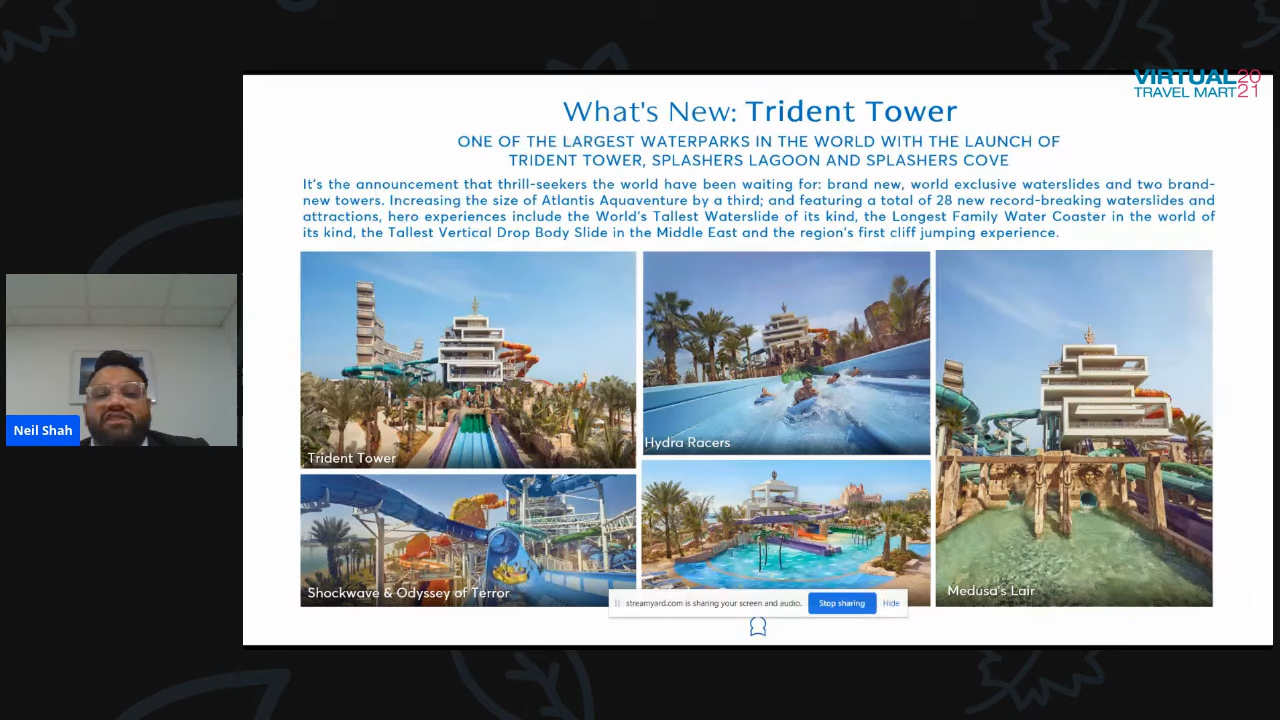 VIRTUAL 20
TRAVEL MART 21
What's New: Trident Tower
ONE OF THE LARGEST WATERPARKS IN THE WORLD WITH THE LAUNCH OF
TRIDENT TOWER, SPLASHERS LAGOON AND SPLASHERS COVE
It's the announcement that thrill-seekers the world have been waiting for: brand new, world exclusive waterslides and two brand-
new towers. Increasing the size of Atlantis Aquaventure by a third; and featuring a total of 28 new record-breaking waterslides and
attractions, hero experiences include the World's Tallest Waterslide of its kind, the Longest Family Water Coaster in the world of
its kind, the Tallest Vertical Drop Body Slide in the Middle East and the region's first cliff jumping experience.
Neil Shah
Trident Tower
Hydra Racers
Shockwave & Odyssey of Terror
Medusa's Lair
streamyard.com is sharing your screen and audio. Stop sharing Hide